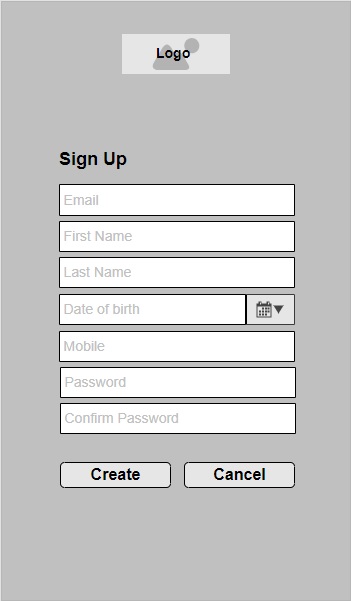 Logo
Sign Up
Email
First Name
Last Name
Date of birth
Mobile
Password
Confirm Password
Create Cancel